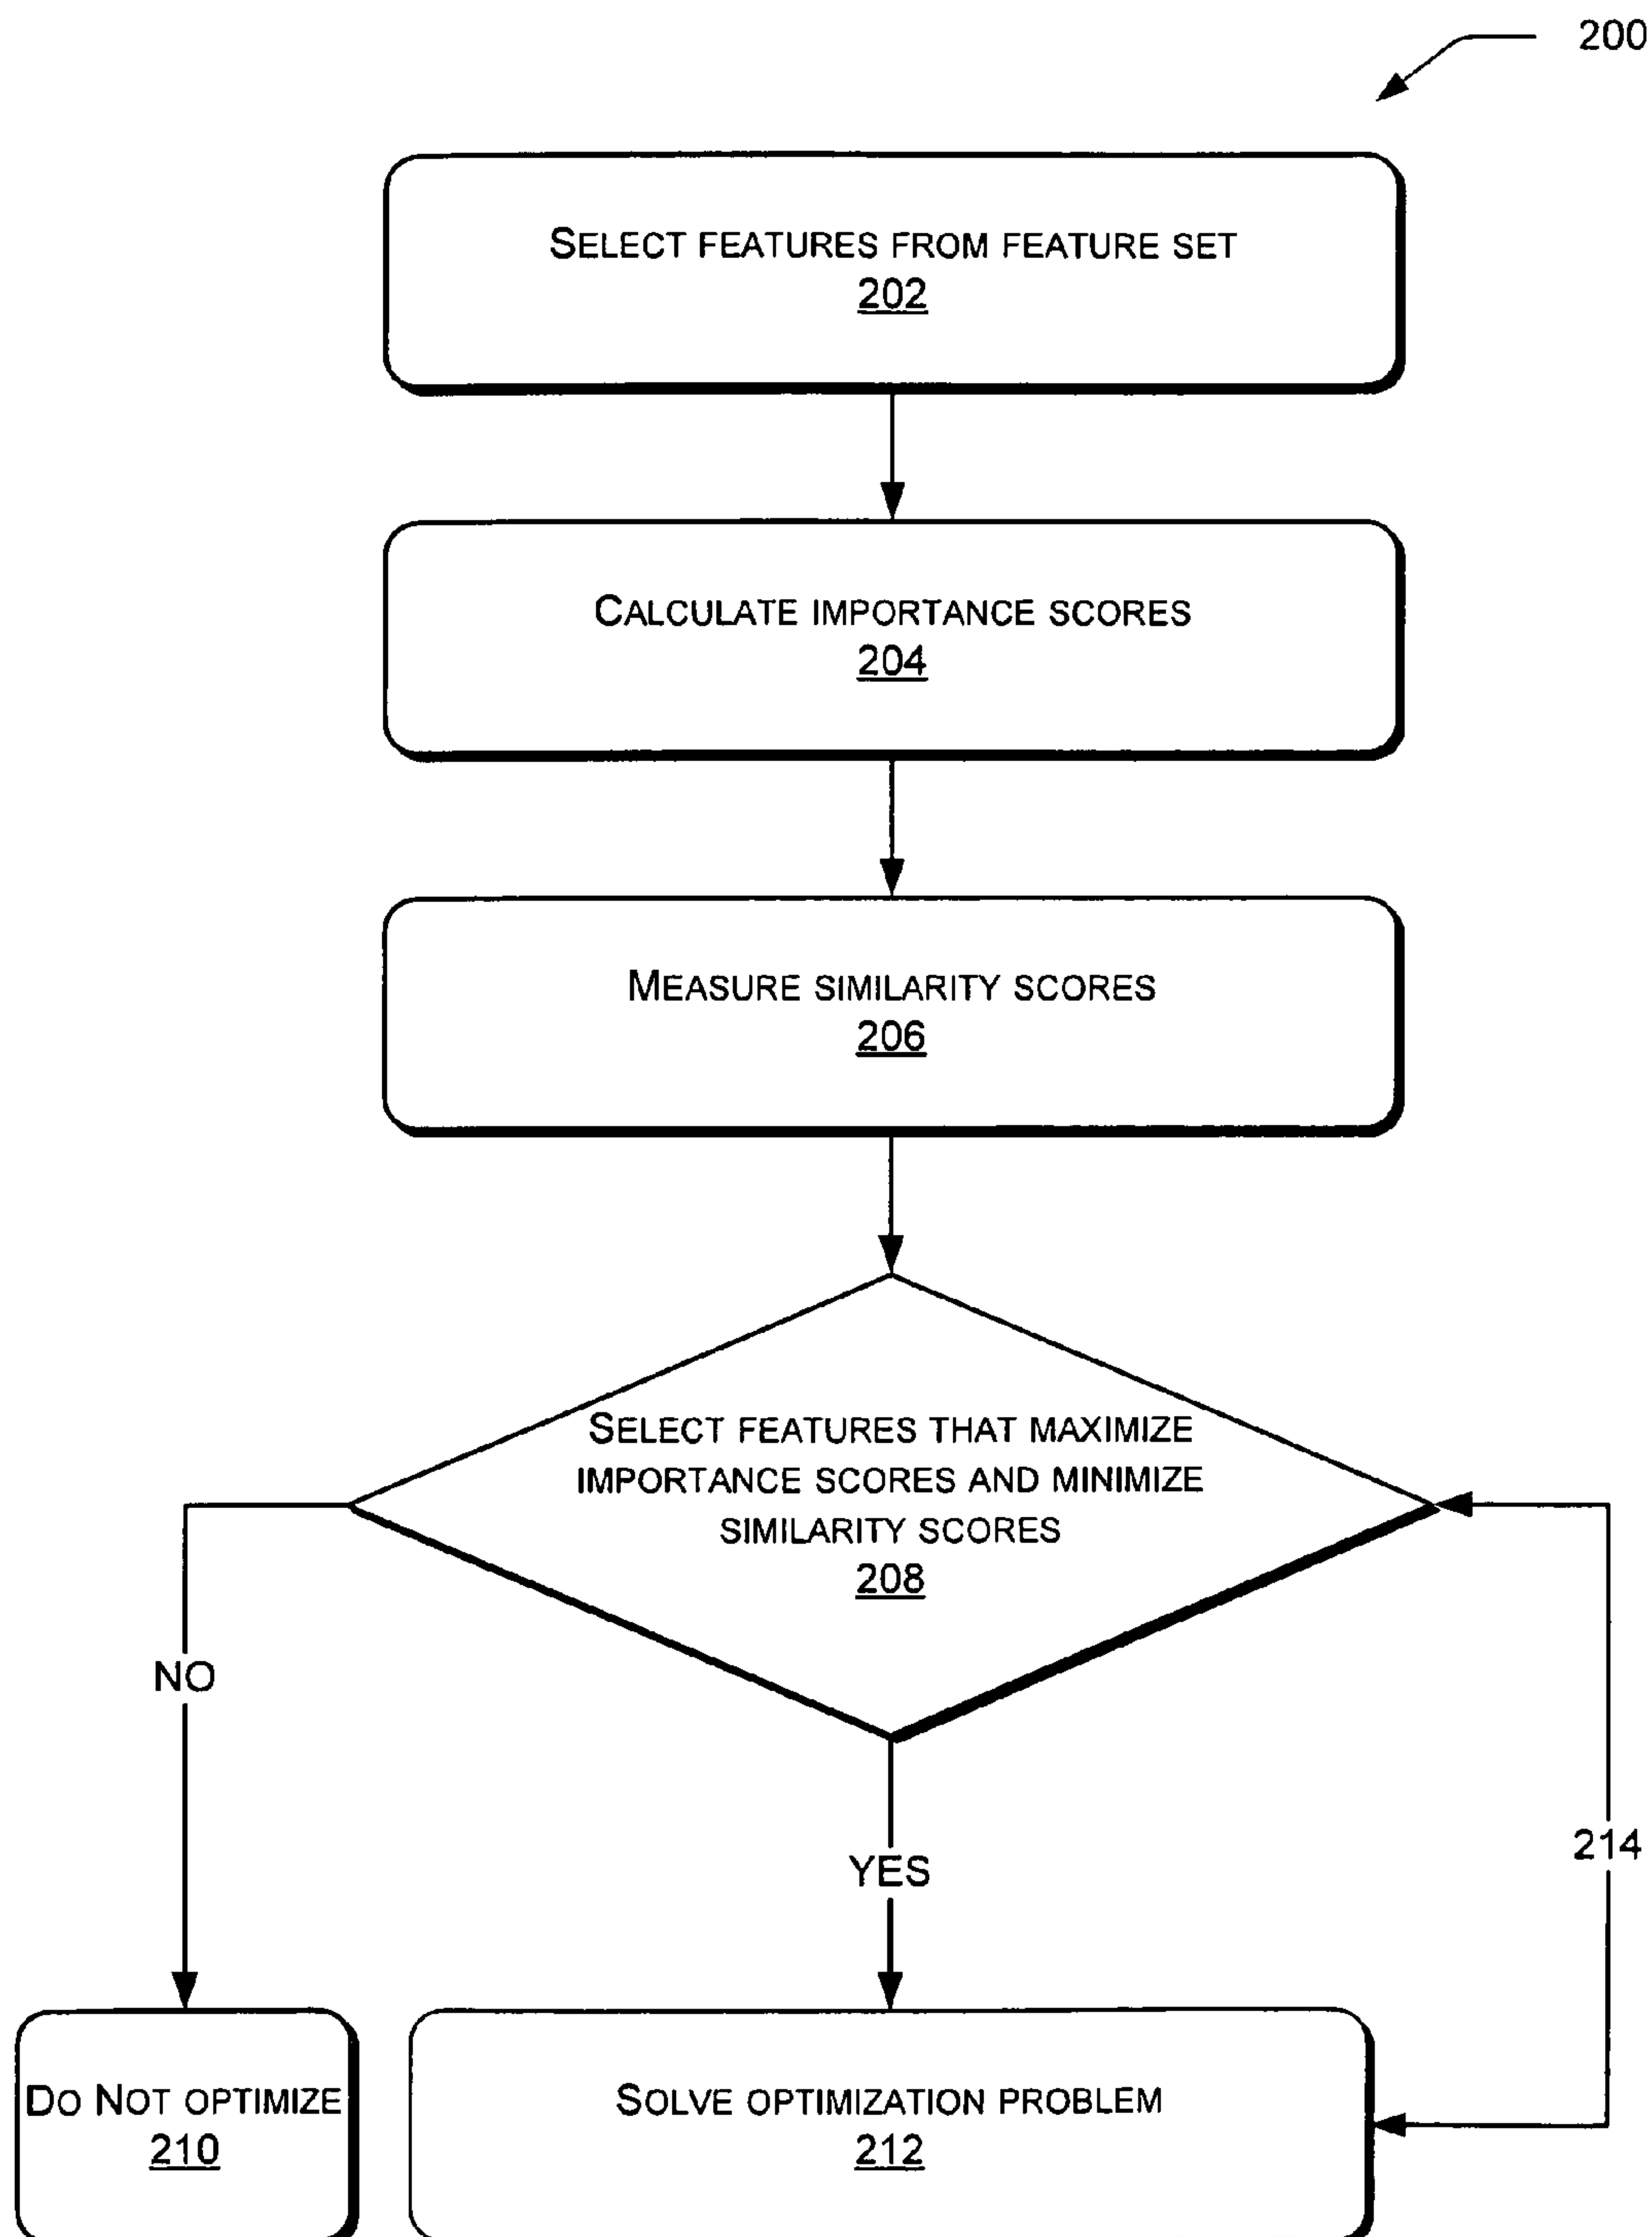 200
SELECT FEATURES FROM FEATURE SET
202
CALCULATE IMPORTANCE SCORES
204
MEASURE SIMILARITY SCORES
206
SELECT FEATURES THAT MAXIMIZE
IMPORTANCE SCORES AND MINIMIZE
SIMILARITY SCORES
208
NO
YES
214
DO NOT OPTIMIZE
210
SOLVE OPTIMIZATION PROBLEM
212